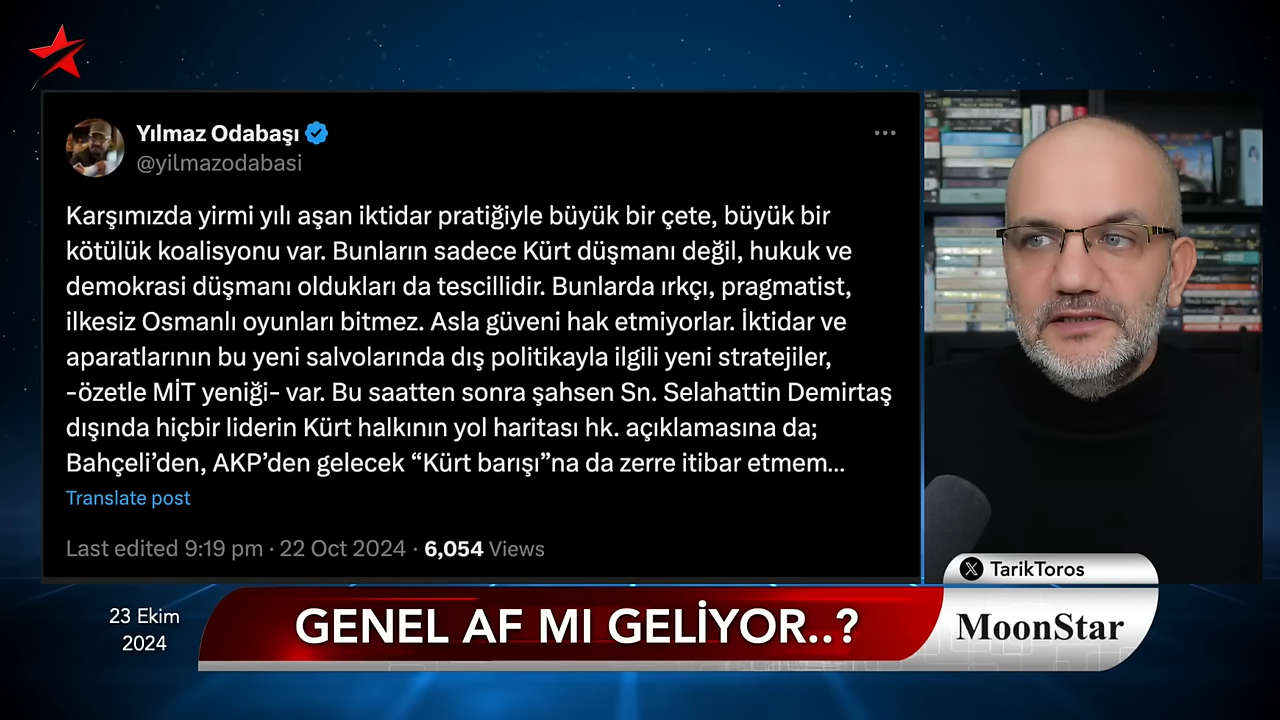 Yılmaz Odabaşı
@yilmazodabasi
Karşımızda yirmi yılı aşan iktidar pratiğiyle büyük bir çete, büyük bir
kötülük koalisyonu var. Bunların sadece Kürt düşmanı değil, hukuk ve
demokrasi düşmanı oldukları da tescillidir. Bunlarda ırkçı, pragmatist,
ilkesiz Osmanlı oyunları bitmez. Asla güveni hak etmiyorlar. İktidar ve
aparatlarının bu yeni salvolarında dış politikayla ilgili yeni stratejiler,
-özetle MİT yeniği- var. Bu saatten sonra şahsen Sn. Selahattin Demirtaş
dışında hiçbir liderin Kürt halkının yol haritası hk. açıklamasına da;
Bahçeli’den, AKP’den gelecek “Kürt barışı”na da zerre itibar etmem...
Translate post
Last edited 9:19 pm · 22 Oct 2024 · 6,054 Views
TarikToros
23 Ekim
2024
GENEL AF MI GELİYOR..?
MoonStar